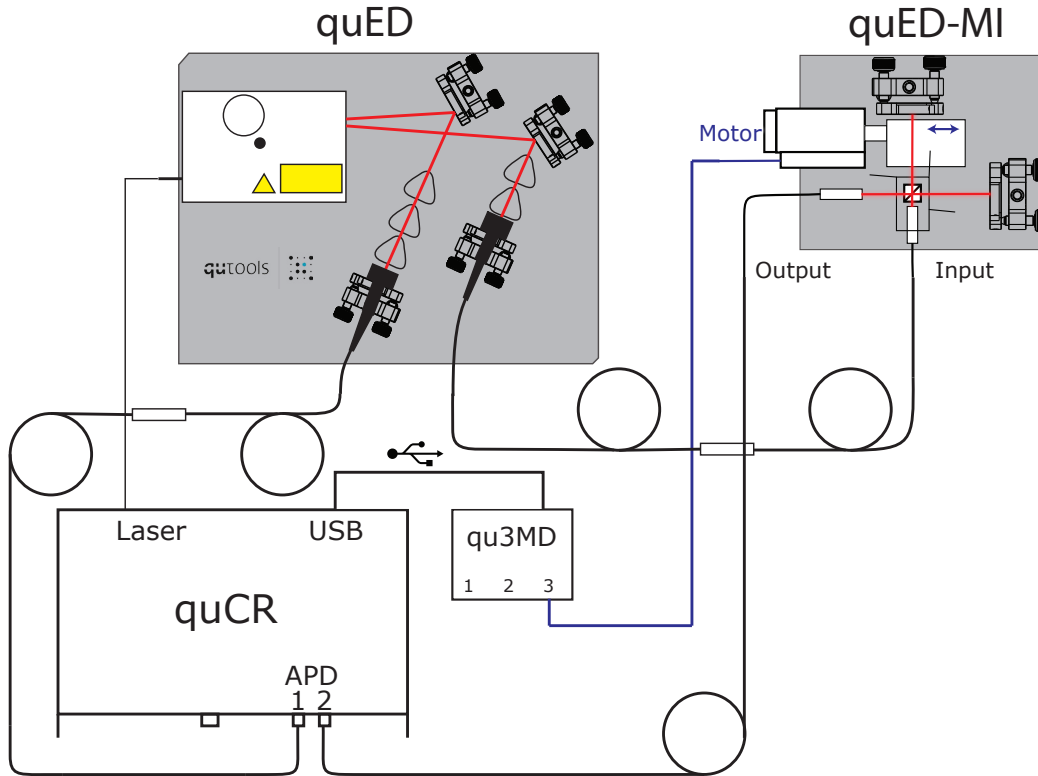 quED
quED-MI
Motor
qutools
Output
Input
Laser
USB
qu3MD
1 2 3
quCR
APD
1 2